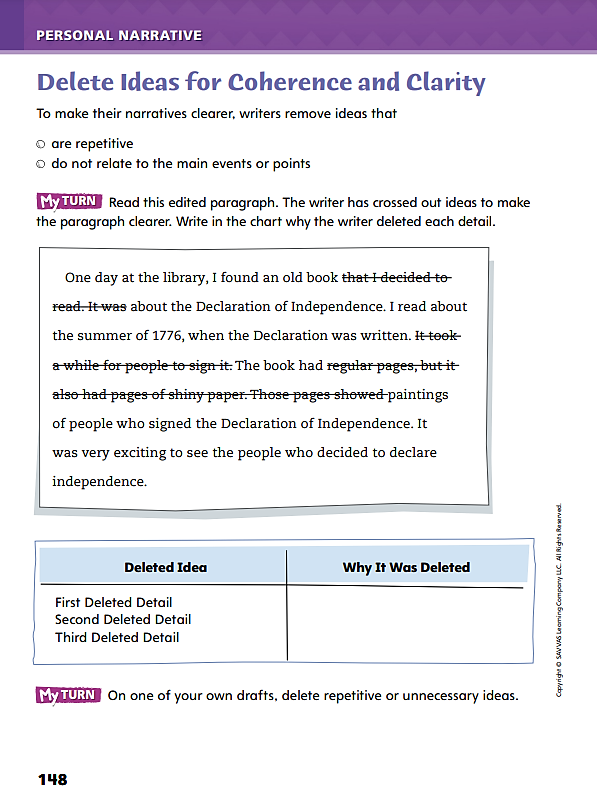 PERSONAL NARRATIVE
Delete Ideas for Coherence and Clarity
To make their narratives clearer, writers remove ideas that
are repetitive
do not relate to the main events or points
My TURN Read this edited paragraph. The writer has crossed out ideas to make
the paragraph clearer. Write in the chart why the writer deleted each detail.
One day at the library, I found an old book that I decided to
read. It was about the Declaration of Independence. I read about
the summer of 1776, when the Declaration was written. It took
a while for people to sign it. The book had regular pages, but it
also had pages of shiny paper. Those pages showed paintings
of people who signed the Declaration of Independence. It
was very exciting to see the people who decided to declare
independence.
Deleted Idea Why It Was Deleted
First Deleted Detail
Second Deleted Detail
Third Deleted Detail
My TURN On one of your own drafts, delete repetitive or unnecessary ideas.
Copyright © SAVVAS Learning Company LLC. All Rights Reserved.
148